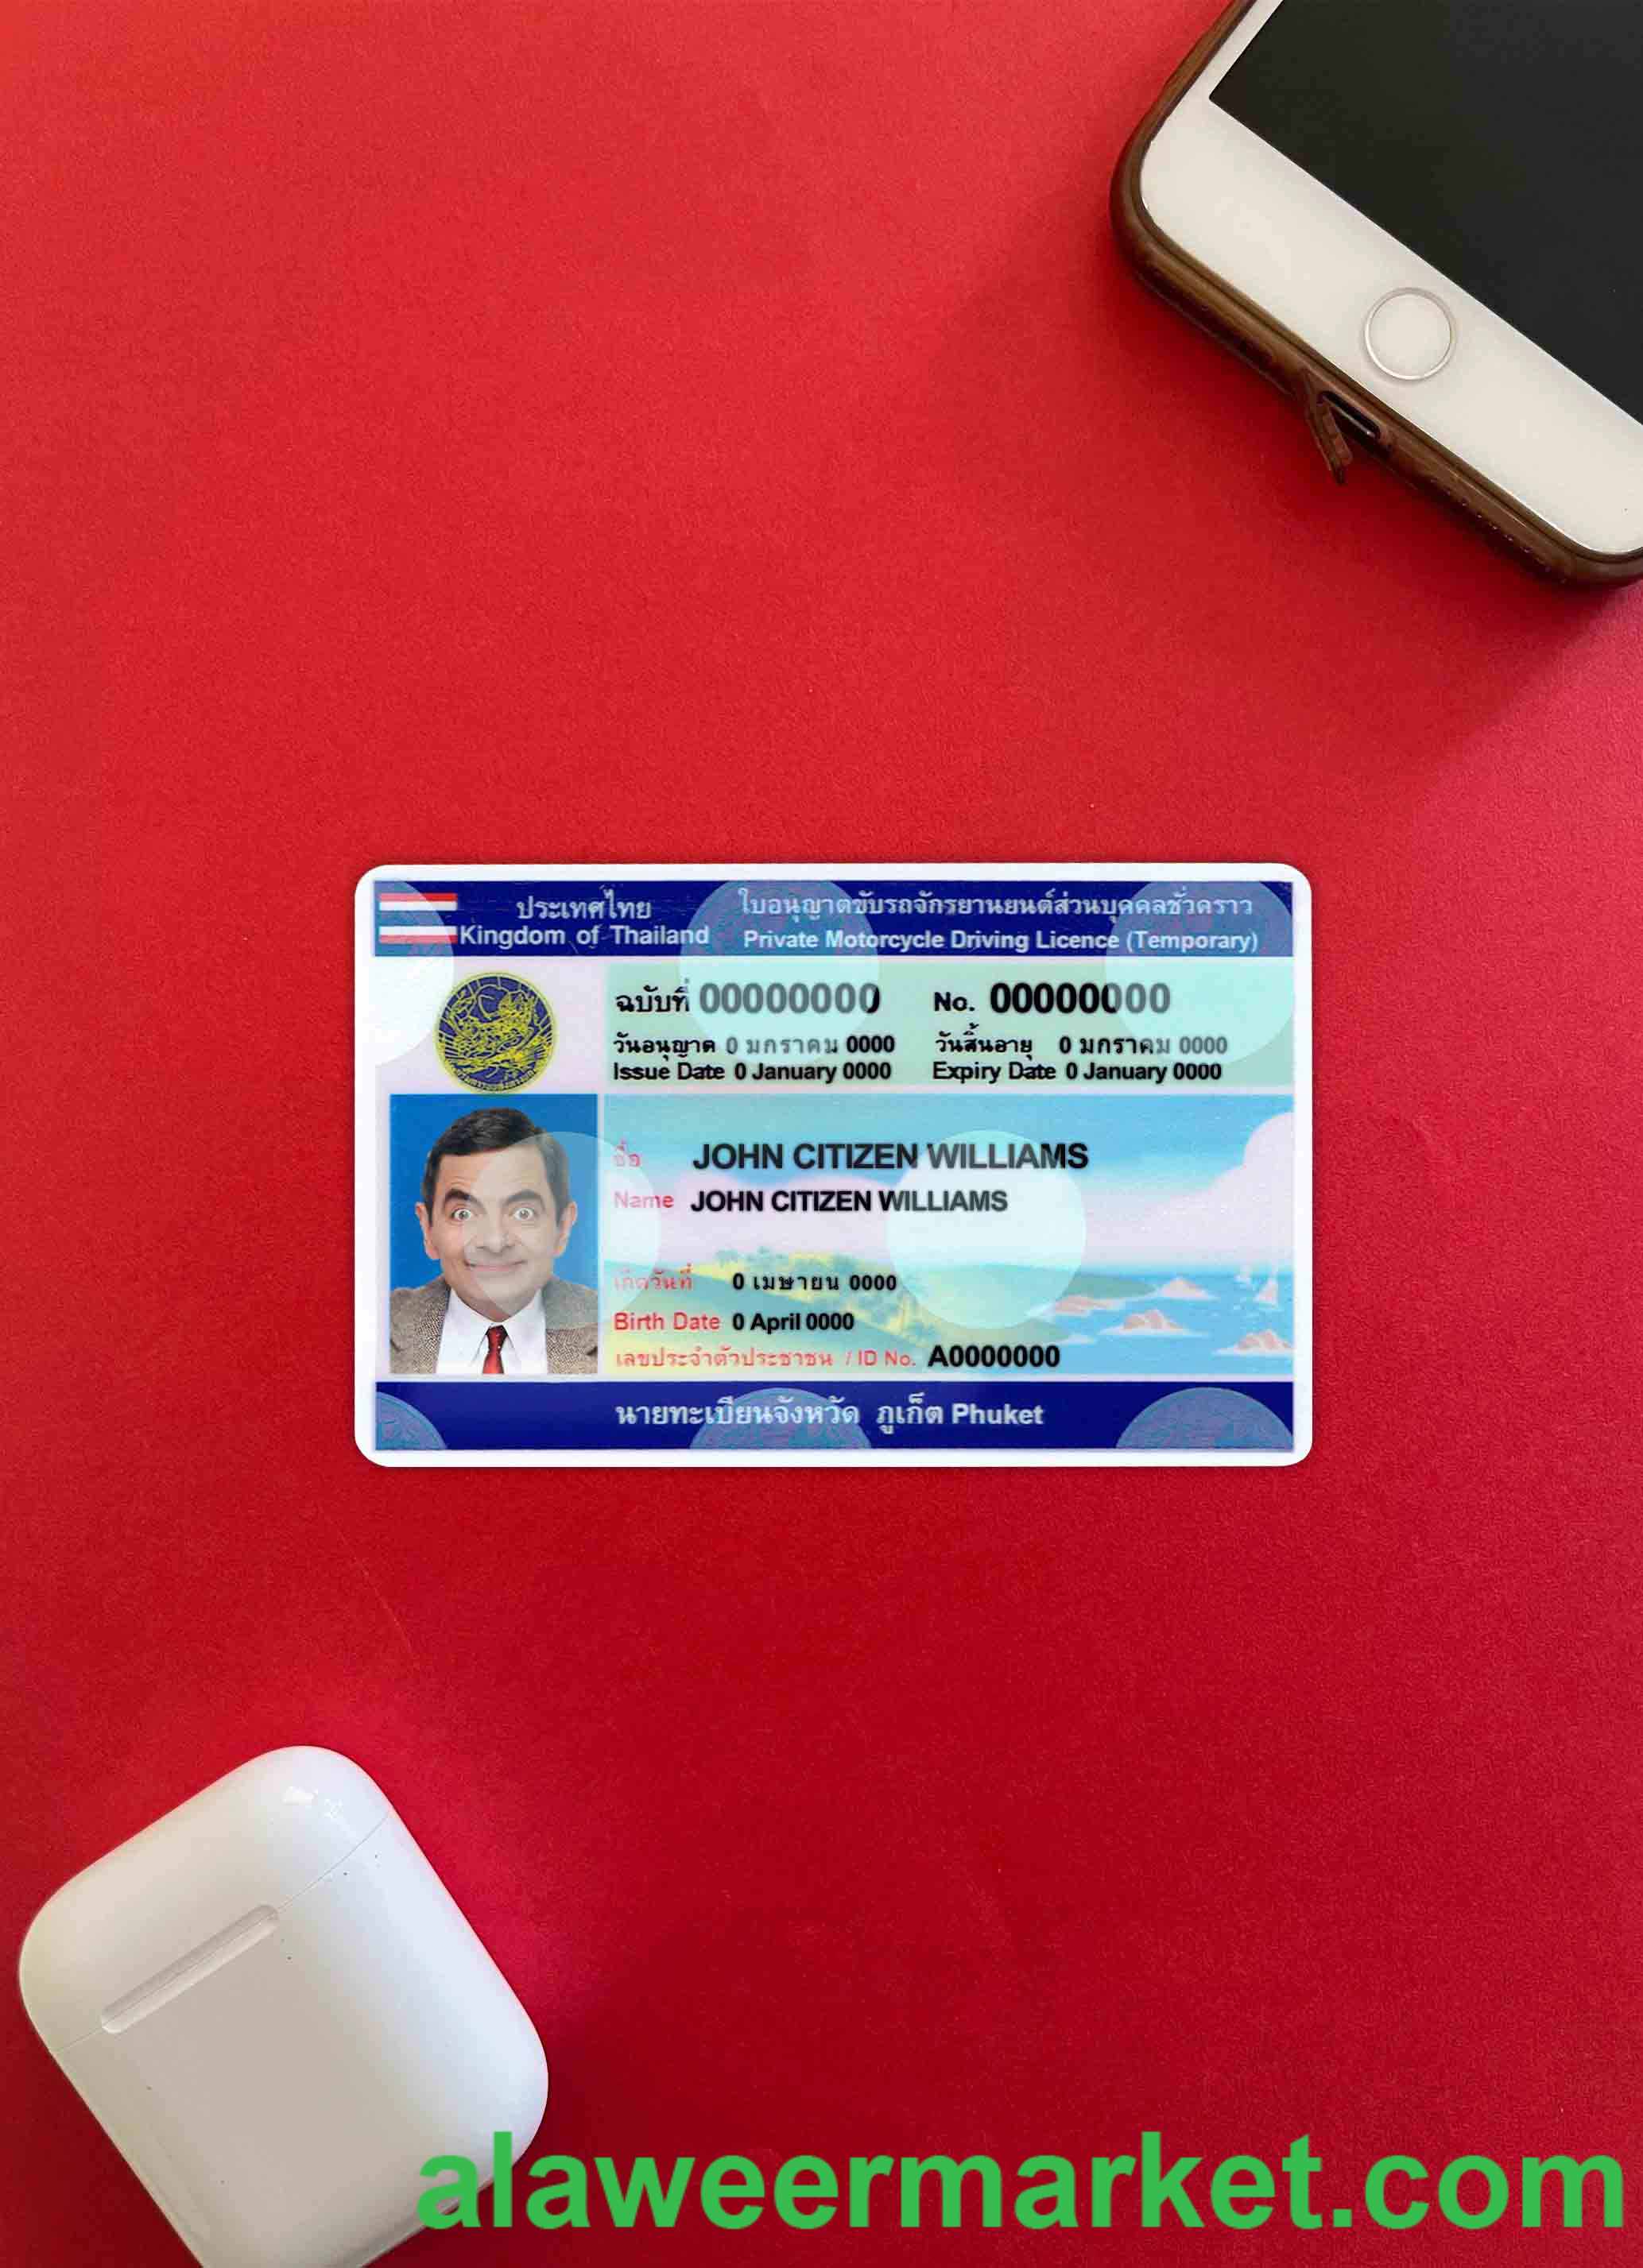 ประเทศไทย
Kingdom of Thailand
ใบอนุญาตขับรถจักรยานยนต์ส่วนบุคคลชั่วคราว
Private Motorcycle Driving Licence (Temporary)
ฉบับที่ 00000000 No. 00000000
วันอนุญาต 0 มกราคม 0000 วันสิ้นอายุ 0 มกราคม 0000
Issue Date 0 January 0000 Expiry Date 0 January 0000
ชื่อ JOHN CITIZEN WILLIAMS
Name JOHN CITIZEN WILLIAMS
เกิดวันที่ 0 เมษายน 0000
Birth Date 0 April 0000
เลขประจำตัวประชาชน / ID No. A0000000
นายทะเบียนจังหวัด ภูเก็ต Phuket
alaweermarket.com